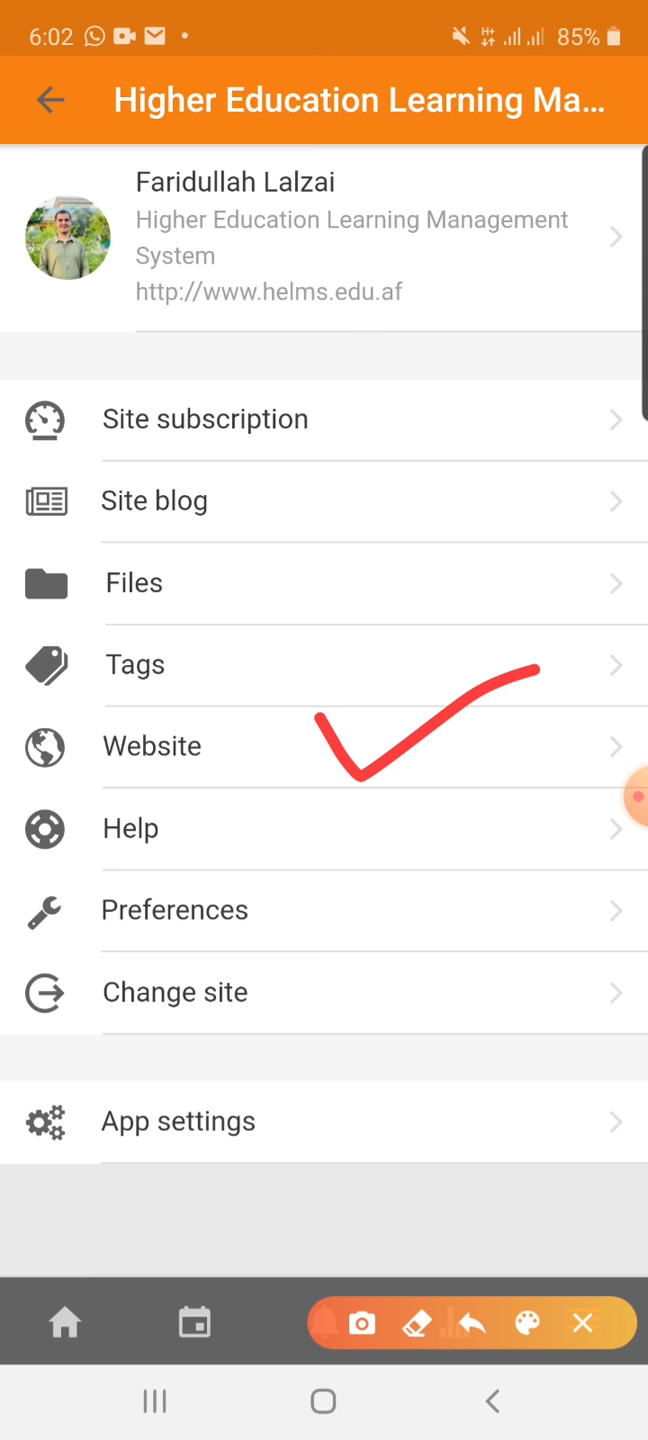 6:02 85%
Higher Education Learning Ma...
Faridullah Lalzai
Higher Education Learning Management
System
http://www.helms.edu.af
Site subscription
Site blog
Files
Tags
Website
Help
Preferences
Change site
App settings